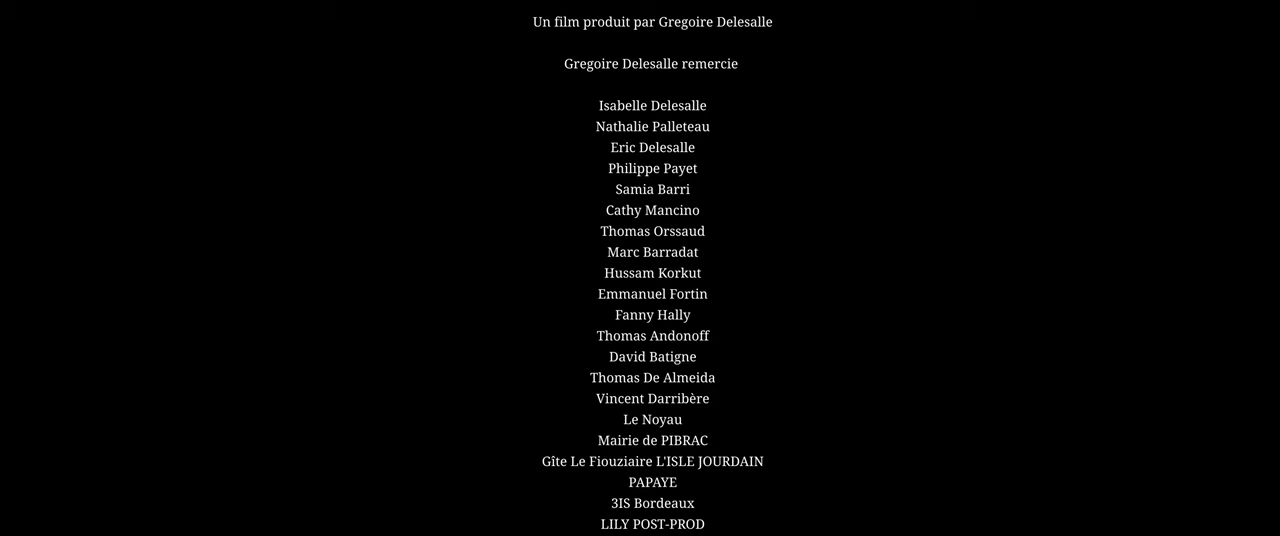 Un film produit par Gregoire Delesalle
Gregoire Delesalle remercie
Isabelle Delesalle
Nathalie Palleteau
Eric Delesalle
Philippe Payet
Samia Barri
Cathy Mancino
Thomas Orssaud
Marc Barradat
Hussam Korkut
Emmanuel Fortin
Fanny Hally
Thomas Andonoff
David Batigne
Thomas De Almeida
Vincent Darribère
Le Noyau
Mairie de PIBRAC
Gîte Le Fiouziaire L'ISLE JOURDAIN
PAPAYE
3IS Bordeaux
LILY POST-PROD